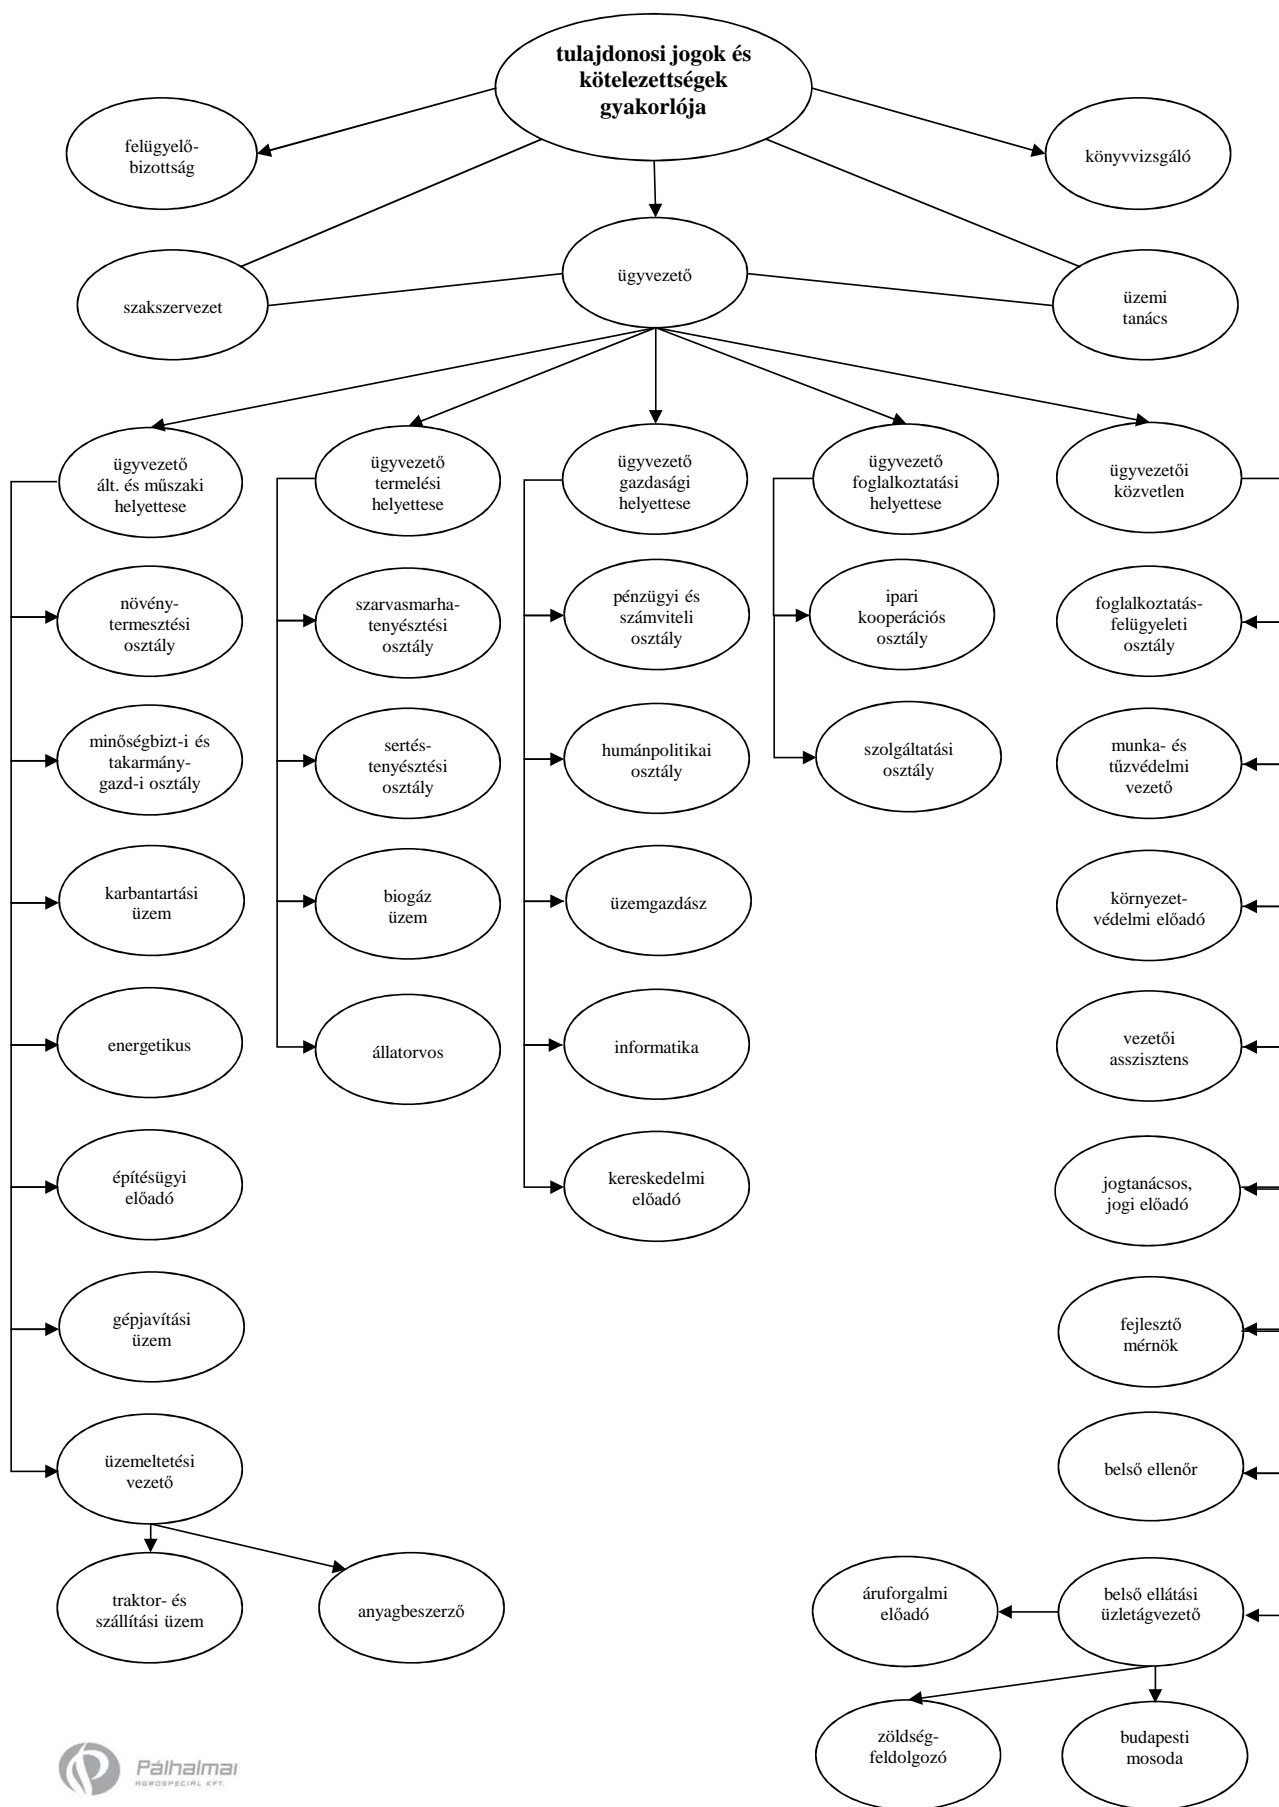 tulajdonosi jogok és
kötelezettségek
gyakorlója
felügyelő-
bizottság
könyvvizsgáló
szakszervezet
ügyvezető
üzemi
tanács
ügyvezető
ált. és műszaki
helyettese
ügyvezető
termelési
helyettese
ügyvezető
gazdasági
helyettese
ügyvezető
foglalkoztatási
helyettese
ügyvezetői
közvetlen
növény-
termesztési
osztály
szarvasmarha-
tenyésztési
osztály
pénzügyi és
számviteli
osztály
ipari
kooperációs
osztály
foglalkoztatás-
felügyeleti
osztály
minőségbizt-i és
takarmány-
gazd-i osztály
sertés-
tenyésztési
osztály
humánpolitikai
osztály
szolgáltatási
osztály
munka- és
tűzvédelmi
vezető
karbantartási
üzem
biogáz
üzem
üzemgazdász
környezet-
védelmi előadó
energetikus
állatorvos
informatika
vezetői
asszisztens
építésügyi
előadó
kereskedelmi
előadó
jogtanácsos,
jogi előadó
gépjavítási
üzem
fejlesztő
mérnök
üzemeltetési
vezető
belső ellenőr
traktor- és
szállítási üzem
anyagbeszerző
áruforgalmi
előadó
belső ellátási
üzletágvezető
zöldség-
feldolgozó
budapesti
mosoda
Pálhalmai
AGROSPECIÁL KFT.